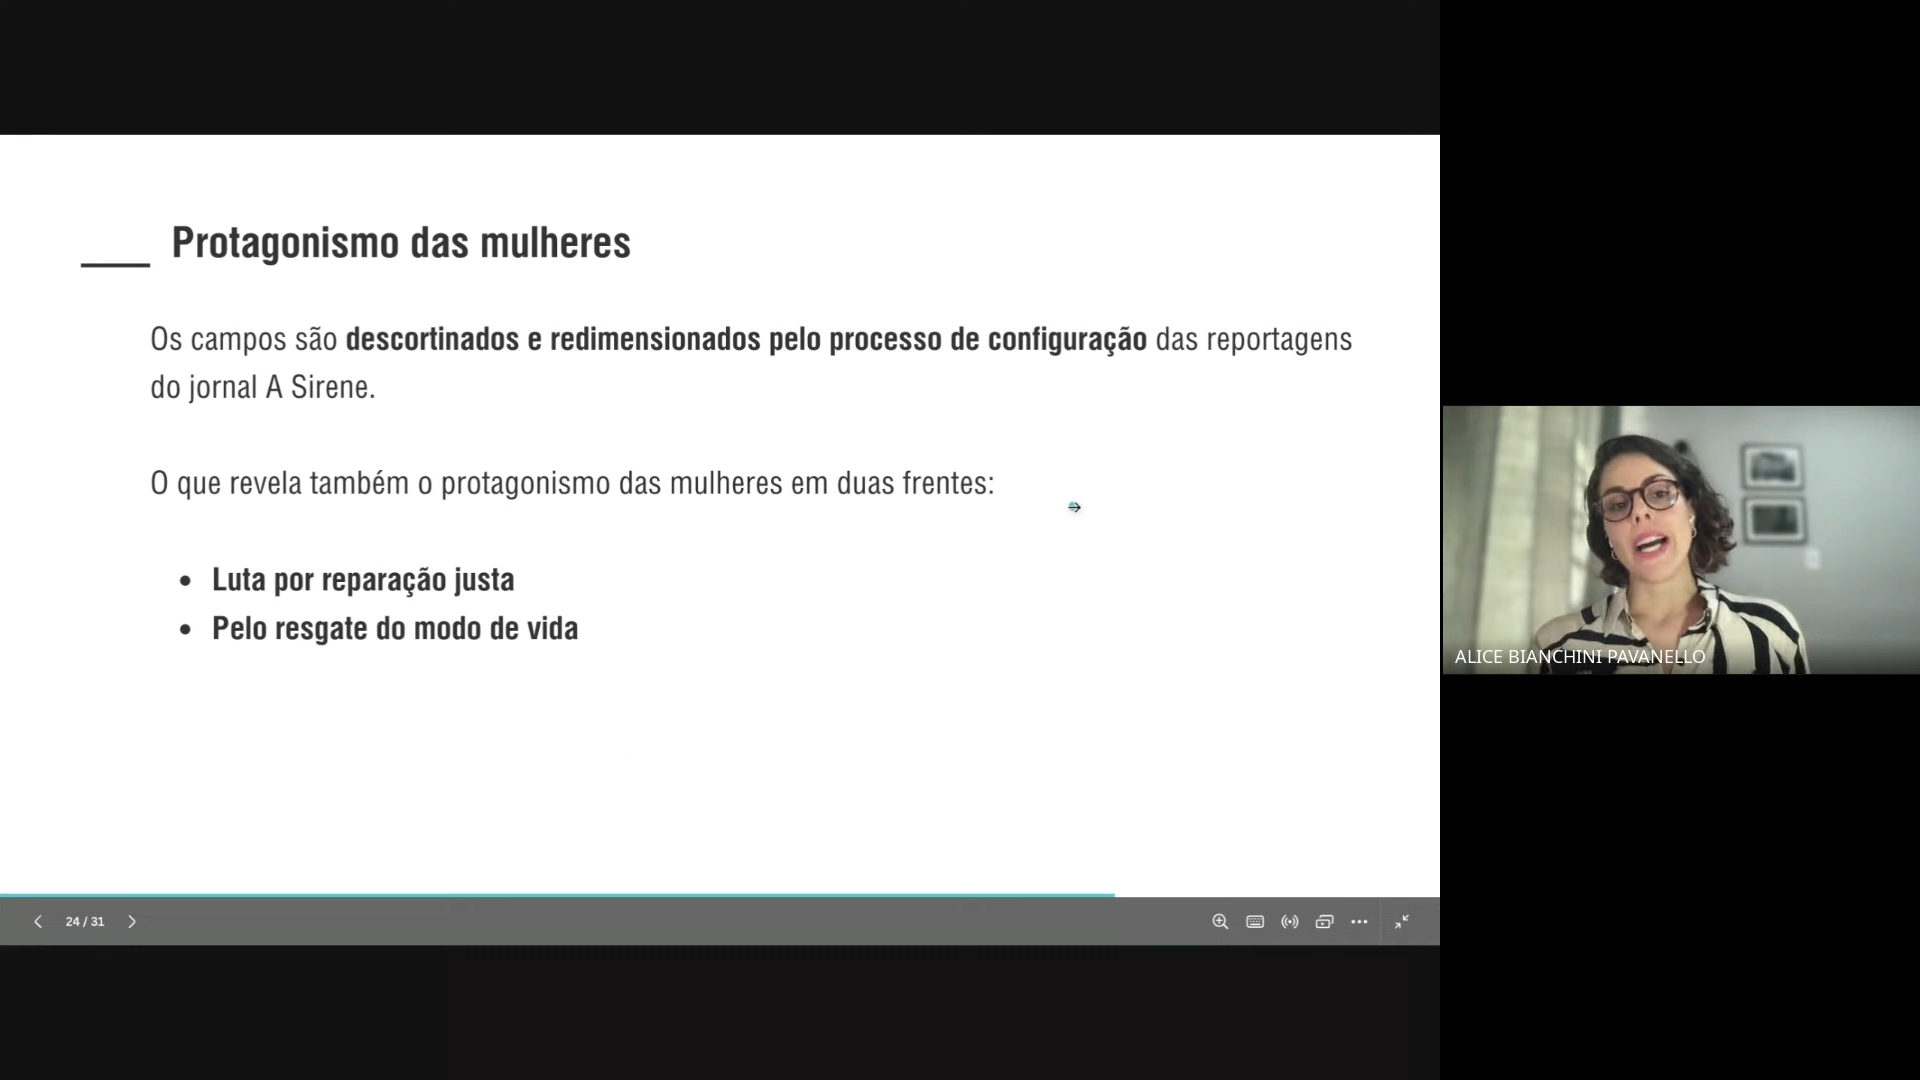 Protagonismo das mulheres
Os campos são descortinados e redimensionados pelo processo de configuração das reportagens
do jornal A Sirene.
O que revela também o protagonismo das mulheres em duas frentes:
• Luta por reparação justa
• Pelo resgate do modo de vida
24 / 31
ALICE BIANCHINI PAVANELLO